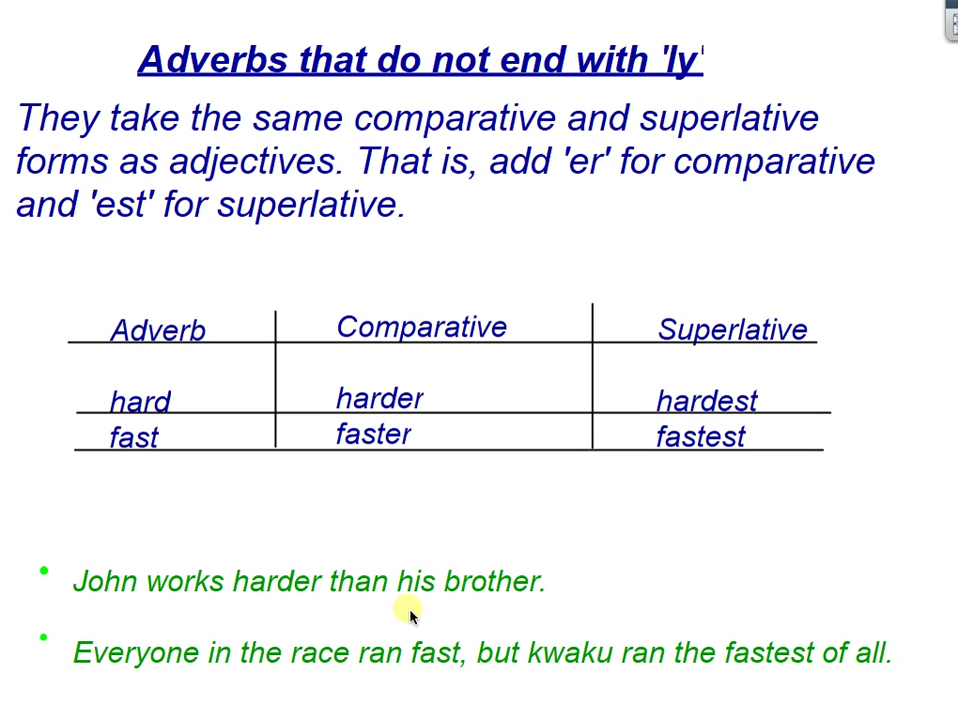 Adverbs that do not end with 'ly'
They take the same comparative and superlative
forms as adjectives. That is, add 'er' for comparative
and 'est' for superlative.
Adverb Comparative Superlative
hard harder hardest
fast faster fastest
• John works harder than his brother.
• Everyone in the race ran fast, but kwaku ran the fastest of all.